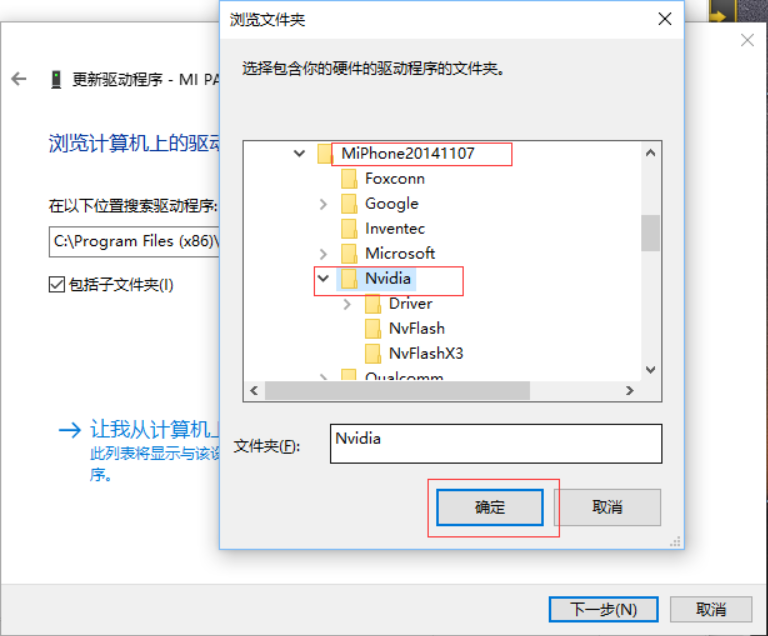 浏览文件夹
选择包含你的硬件的驱动程序的文件夹。
更新驱动程序 - MI PA
浏览计算机上的驱动
在以下位置搜索驱动程序:
C:\Program Files (x86)\
包括子文件夹(I)
MiPhone20141107
Foxconn
Google
Inventec
Microsoft
Nvidia
Driver
NvFlash
NvFlashX3
Qualcomm
让我从计算机上
此列表将显示与该设
序。
文件夹(F):
Nvidia
确定
取消
下一步(N)
取消